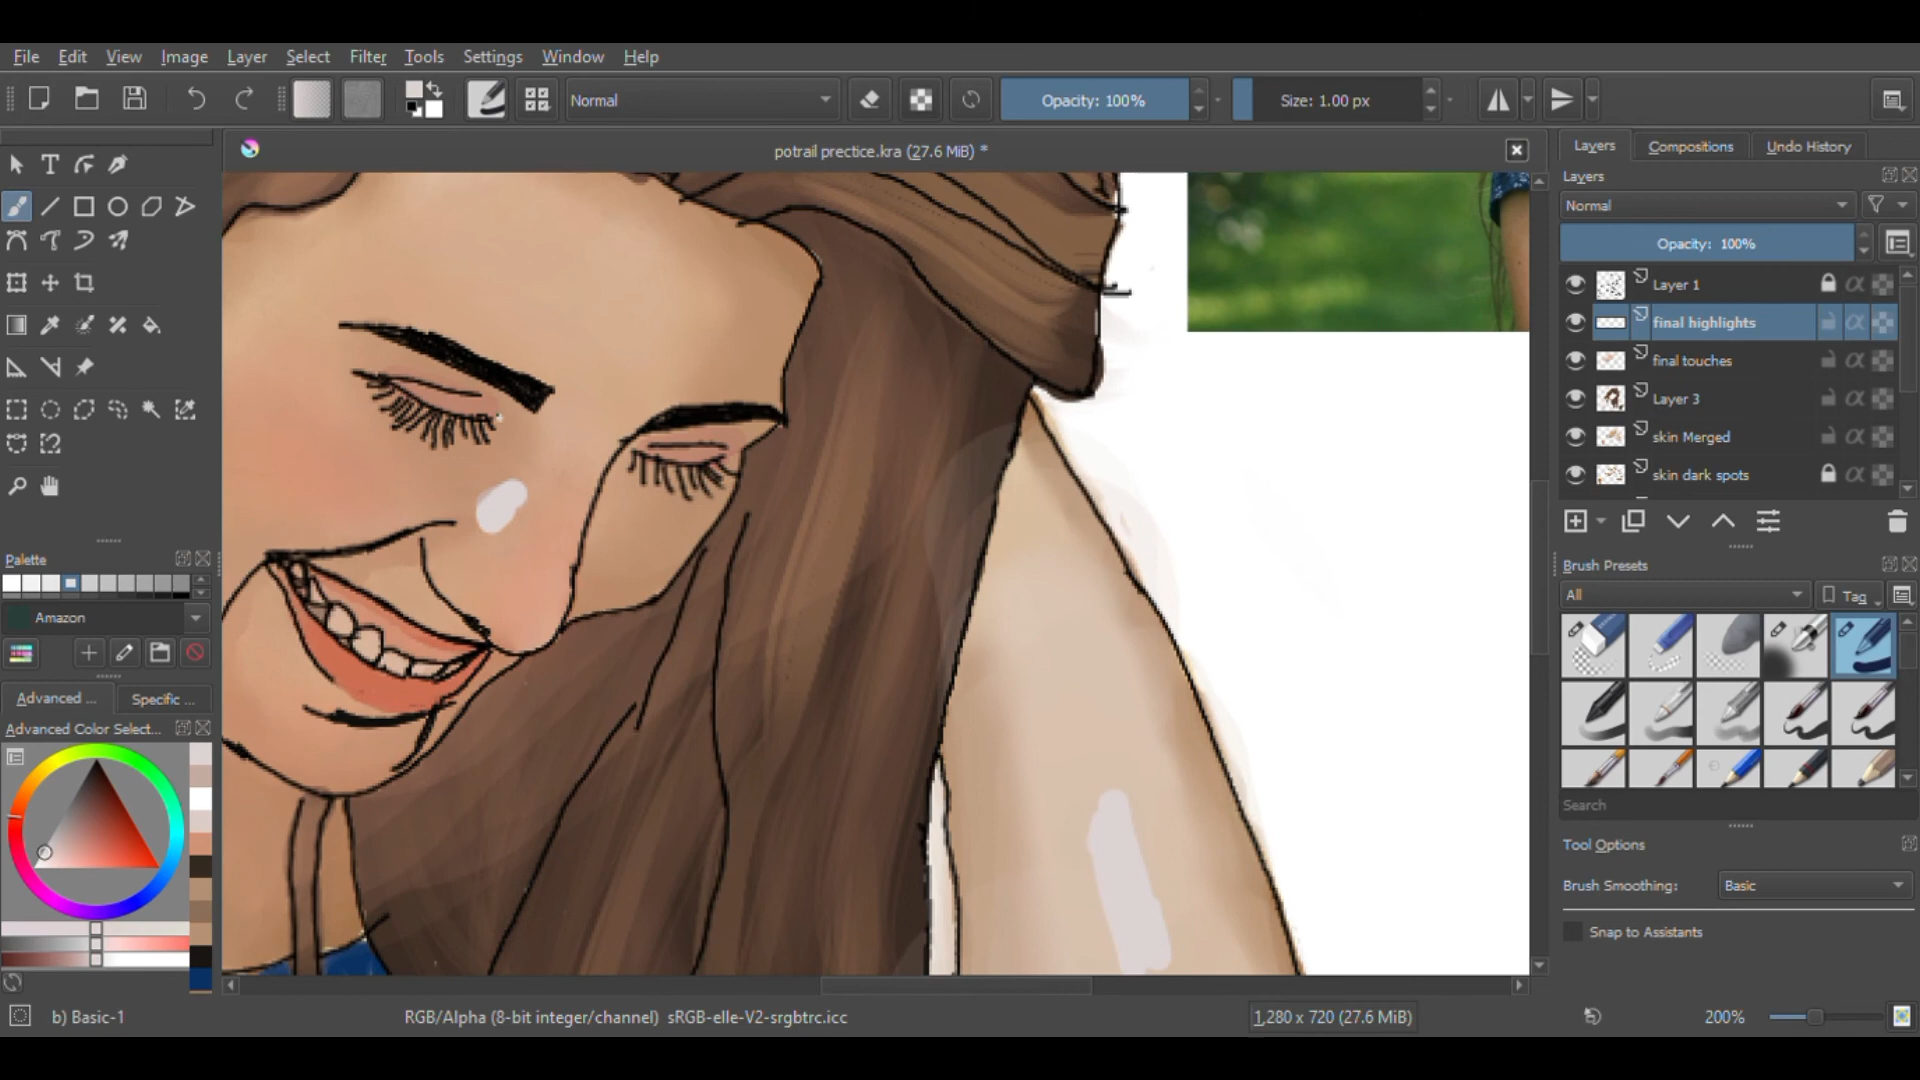 File Edit View Image Layer Select Filter Tools Settings Window Help
Normal
Opacity: 100%
Size: 1.00 px
potrail prectice.kra (27.6 MiB) *
Layers Compositions Undo History
Layers
Normal
Opacity: 100%
Layer 1
final highlights
final touches
Layer 3
skin Merged
skin dark spots
Palette
Amazon
Advanced ... Specific ...
Advanced Color Select...
Brush Presets
All
Tag
Search
Tool Options
Brush Smoothing: Basic
Snap to Assistants
b) Basic-1
RGB/Alpha (8-bit integer/channel) sRGB-elle-V2-srgbtrc.icc
1,280 x 720 (27.6 MiB)
200%